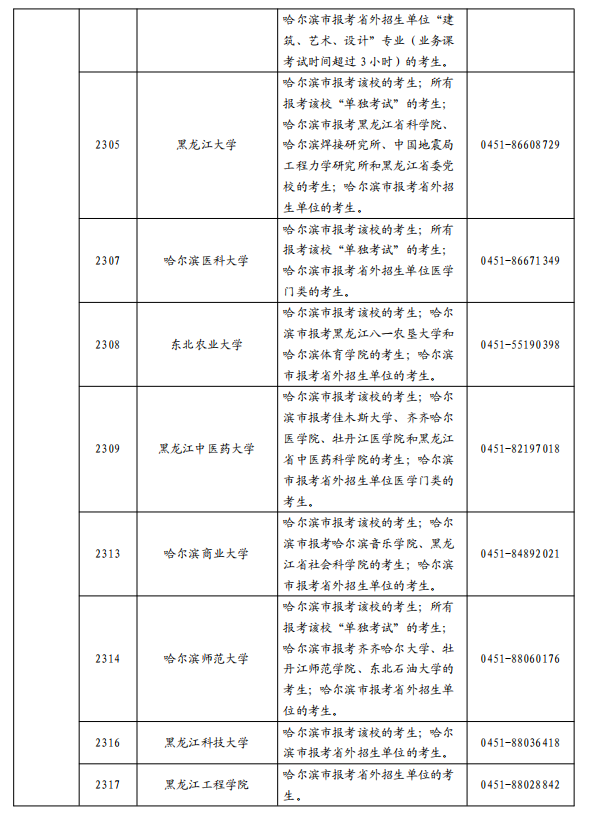 哈尔滨市报考省外招生单位“建
筑、艺术、设计”专业（业务课
考试时间超过3小时）的考生。
2305
黑龙江大学
哈尔滨市报考该校的考生；所有
报考该校“单独考试”的考生；
哈尔滨市报考黑龙江省科学院、
哈尔滨焊接研究所、中国地震局
工程力学研究所和黑龙江省委党
校的考生；哈尔滨市报考省外招
生单位的考生。
0451-86608729
2307
哈尔滨医科大学
哈尔滨市报考该校的考生；所有
报考该校“单独考试”的考生；
哈尔滨市报考省外招生单位医学
门类的考生。
0451-86671349
2308
东北农业大学
哈尔滨市报考该校的考生；哈尔
滨市报考黑龙江八一农垦大学和
哈尔滨体育学院的考生；哈尔滨
市报考省外招生单位的考生。
0451-55190398
2309
黑龙江中医药大学
哈尔滨市报考该校的考生；哈尔
滨市报考佳木斯大学、齐齐哈尔
医学院、牡丹江医学院和黑龙江
省中医药科学院的考生；哈尔滨
市报考省外招生单位医学门类的
考生。
0451-82197018
2313
哈尔滨商业大学
哈尔滨市报考该校的考生；哈尔
滨市报考哈尔滨音乐学院、黑龙
江省社会科学院的考生；哈尔滨
市报考省外招生单位的考生。
0451-84892021
2314
哈尔滨师范大学
哈尔滨市报考该校的考生；所有
报考该校“单独考试”的考生；
哈尔滨市报考齐齐哈尔大学、牡
丹江师范学院、东北石油大学的
考生；哈尔滨市报考省外招生单
位的考生。
0451-88060176
2316
黑龙江科技大学
哈尔滨市报考该校的考生；哈尔
滨市报考省外招生单位的考生。
0451-88036418
2317
黑龙江工程学院
哈尔滨市报考省外招生单位的考
生。
0451-88028842